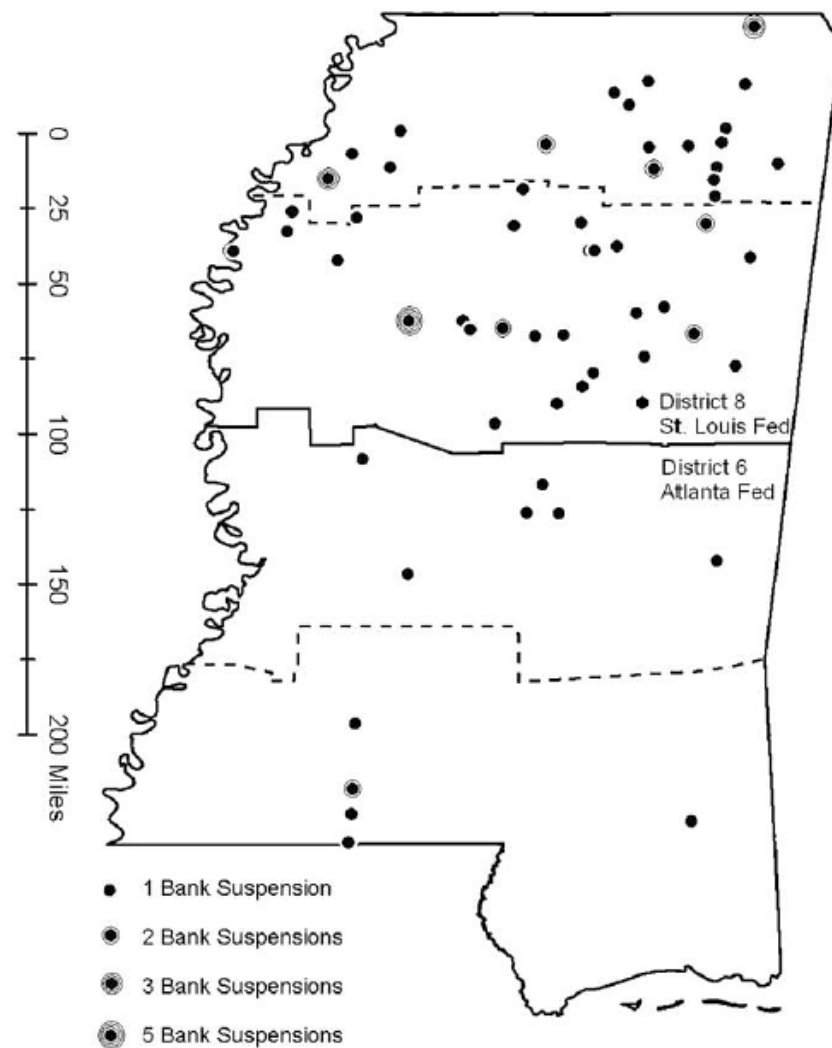 0
25
50
100
150
200 Miles
District 8
St. Louis Fed
District 6
Atlanta Fed
1 Bank Suspension
2 Bank Suspensions
3 Bank Suspensions
5 Bank Suspensions